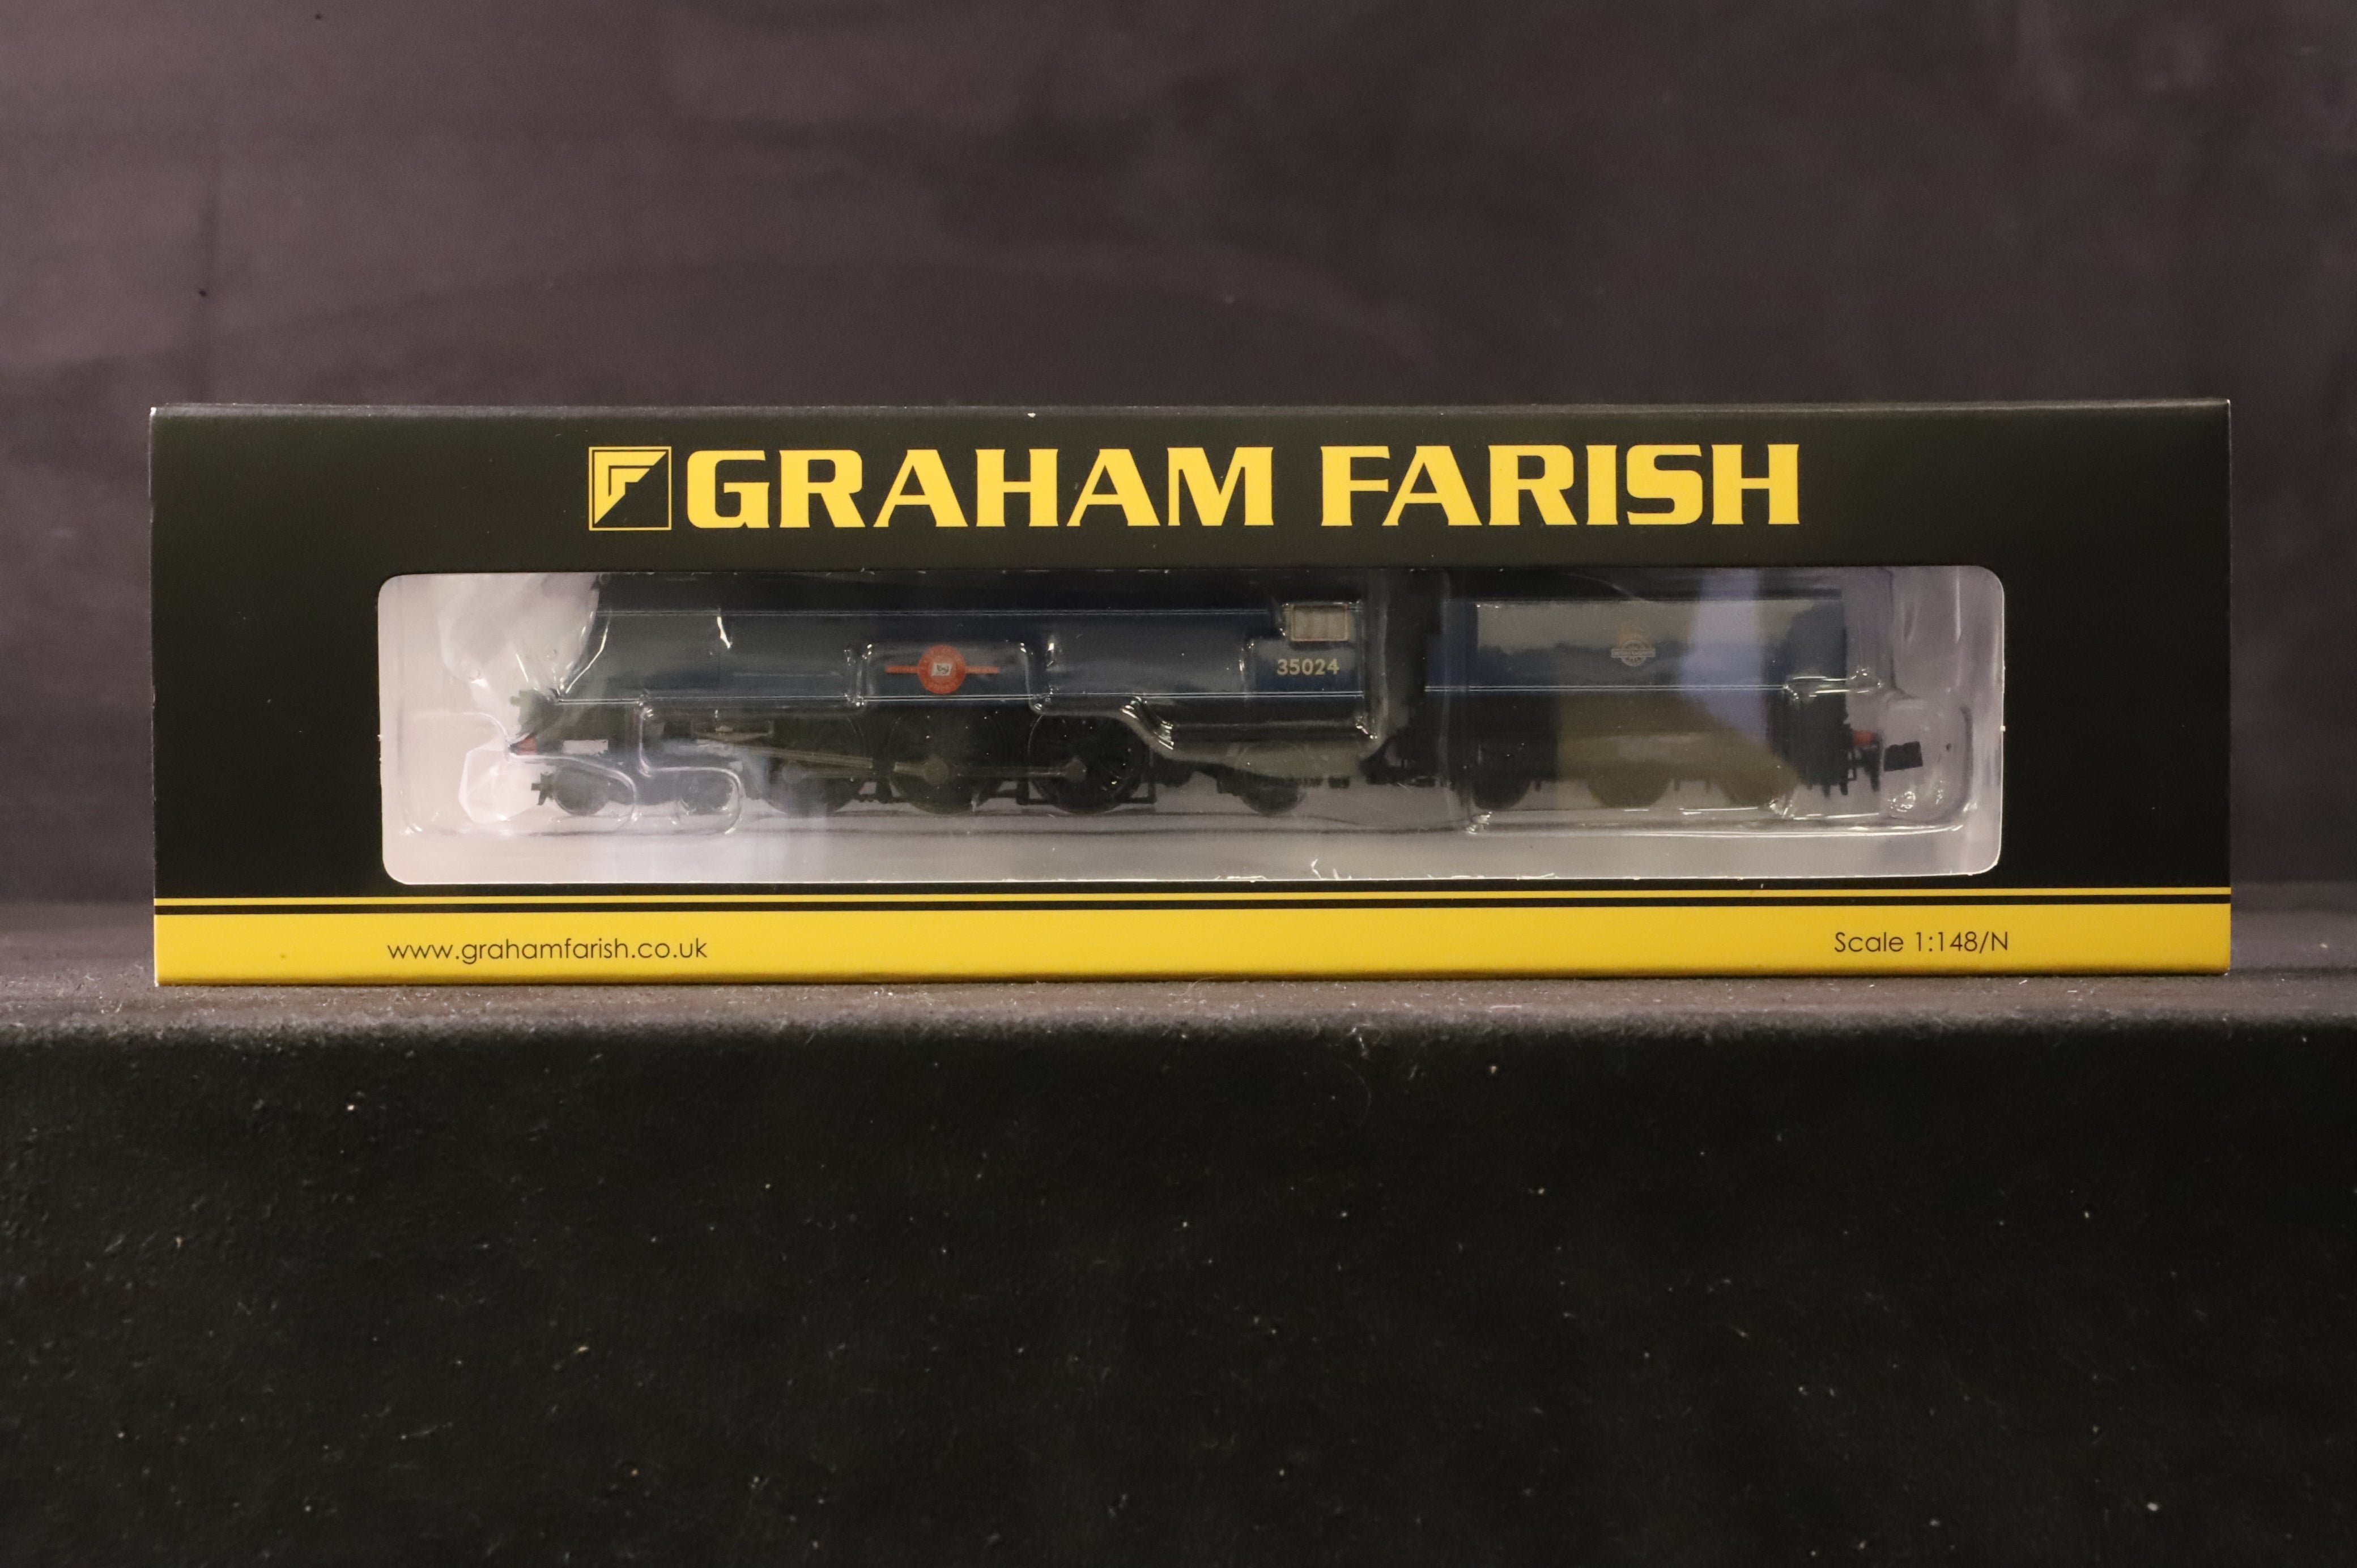 GRAHAM FARISH
35024
www.grahamfarish.co.uk
Scale 1:148/N